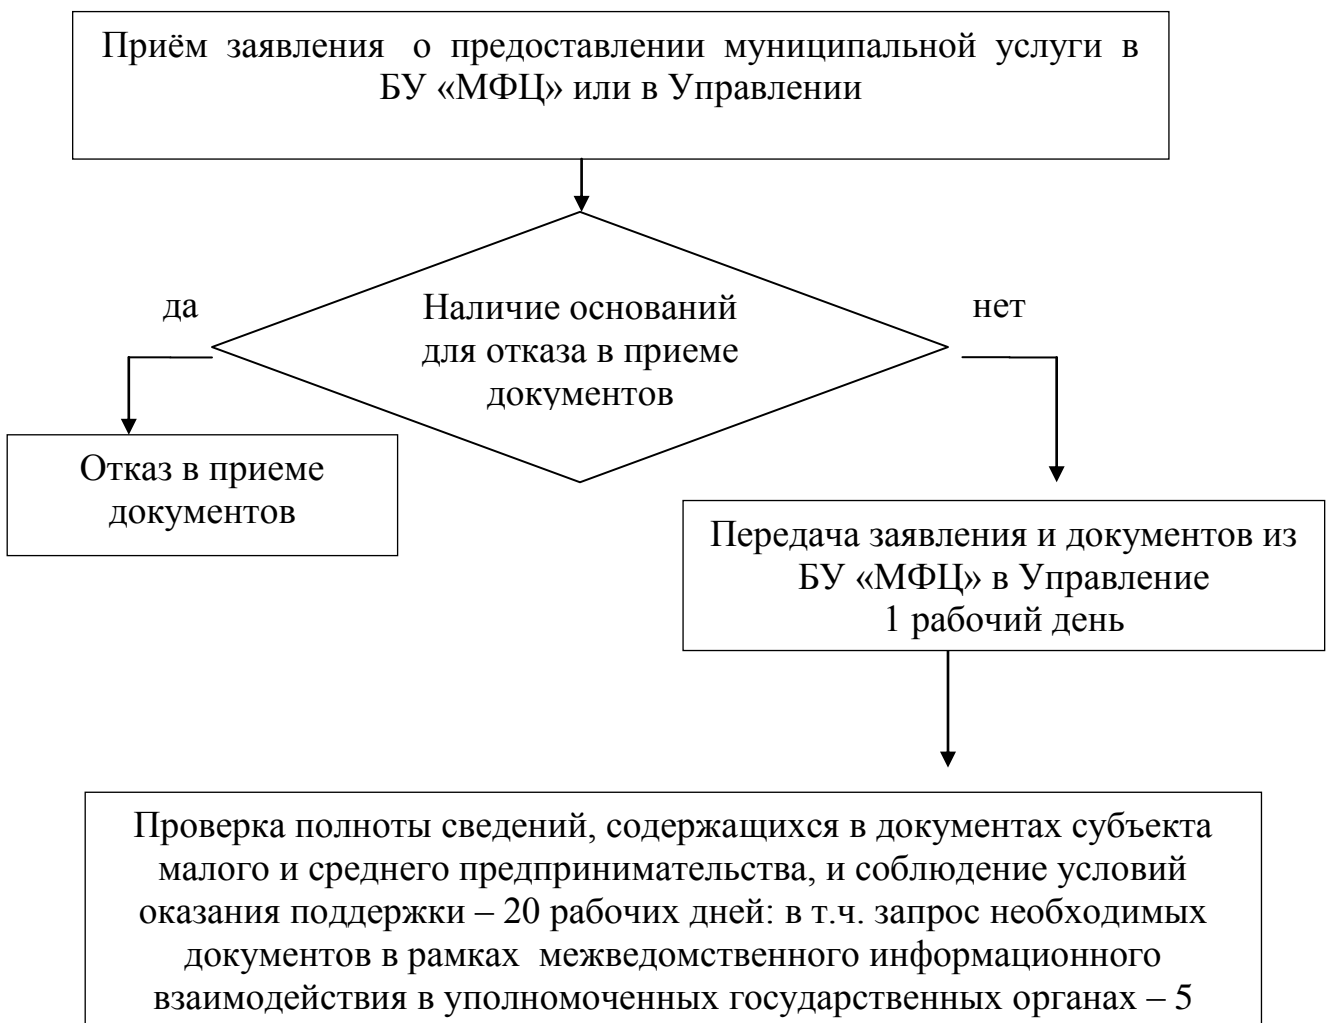 Приём заявления о предоставлении муниципальной услуги в
БУ «МФЦ» или в Управлении
да
Наличие оснований
для отказа в приеме
документов
нет
Отказ в приеме
документов
Передача заявления и документов из
БУ «МФЦ» в Управление
1 рабочий день
Проверка полноты сведений, содержащихся в документах субъекта
малого и среднего предпринимательства, и соблюдение условий
оказания поддержки – 20 рабочих дней: в т.ч. запрос необходимых
документов в рамках межведомственного информационного
взаимодействия в уполномоченных государственных органах – 5